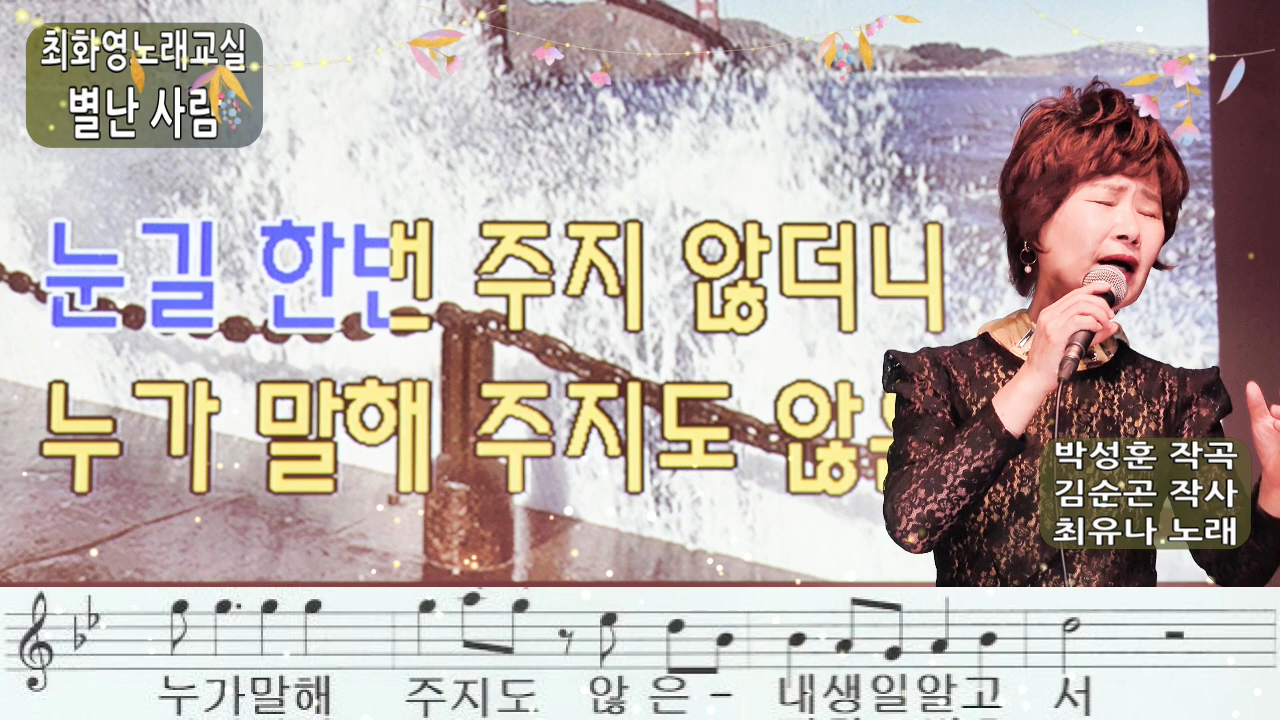 최화영노래교실
별난 사람
눈길 한번 주지 않더니
누가 말해 주지도 않은
박성훈 작곡
김순곤 작사
최유나 노래
누가말해 주지도 않 은 - 내생일알고 서